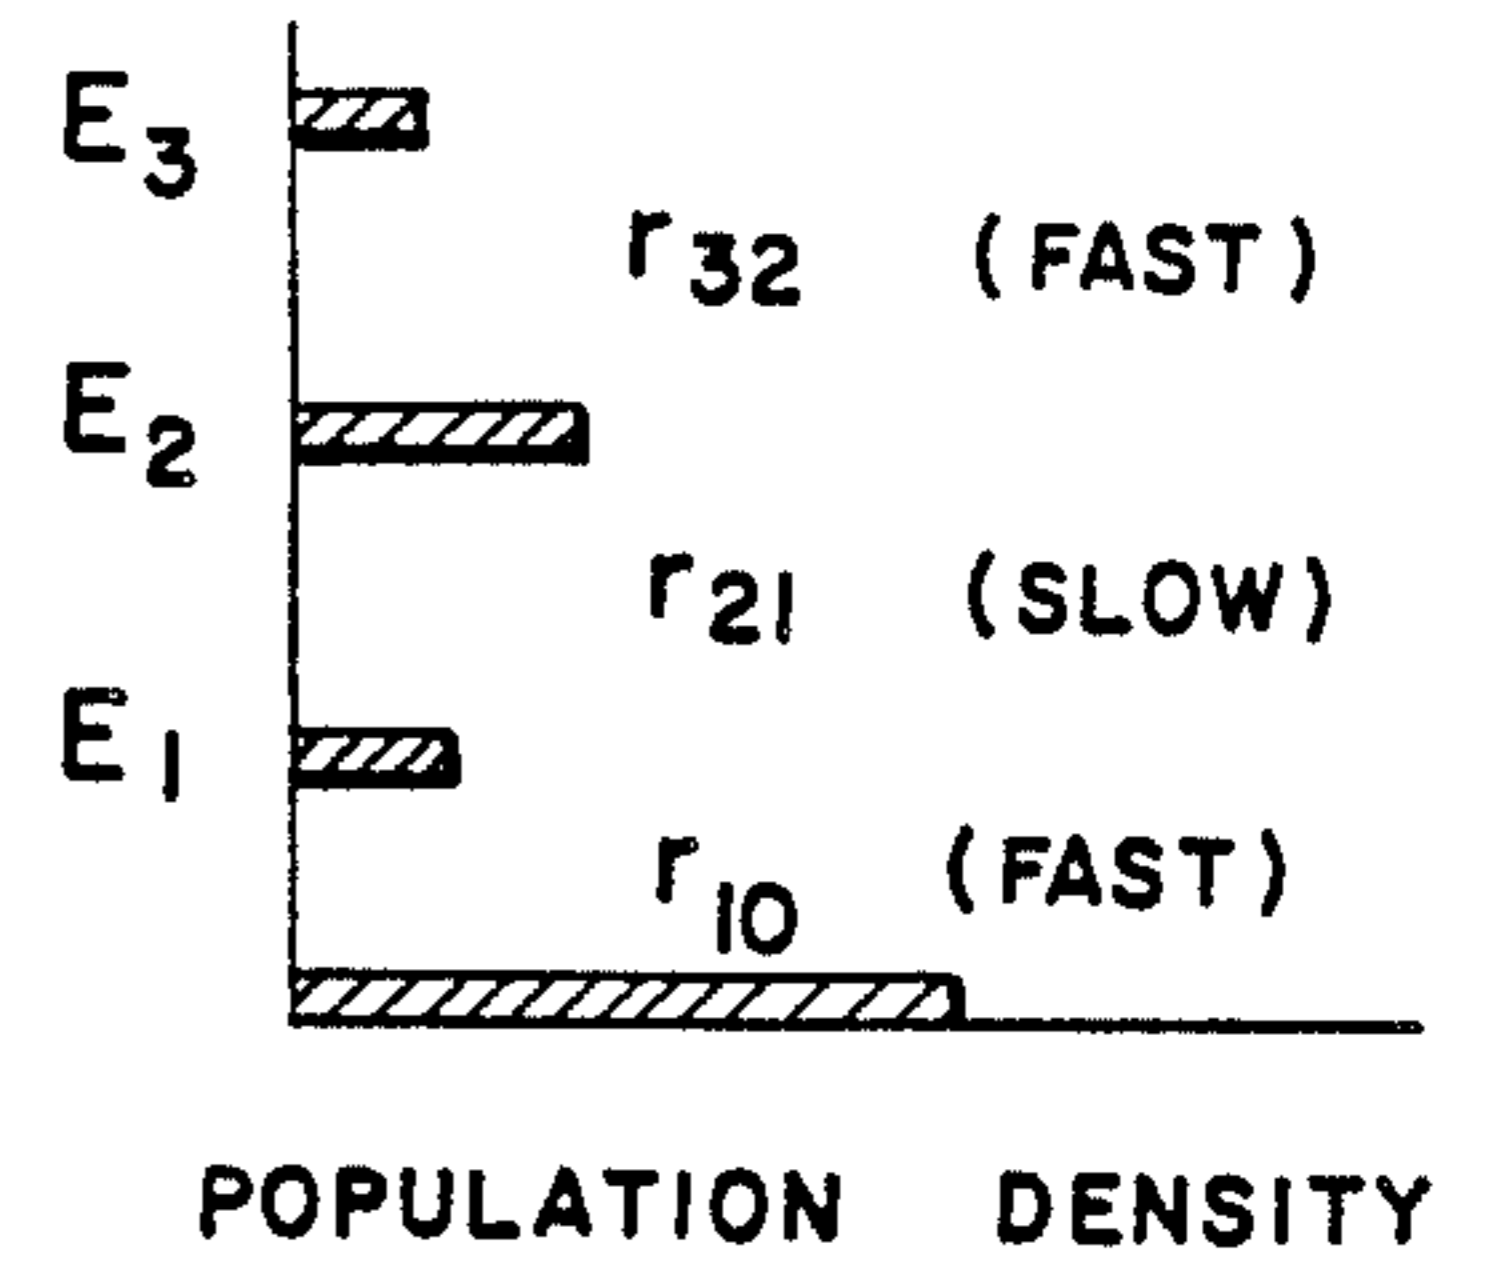 E3
r32 (FAST)
E2
r21 (SLOW)
E1
r10 (FAST)
POPULATION DENSITY